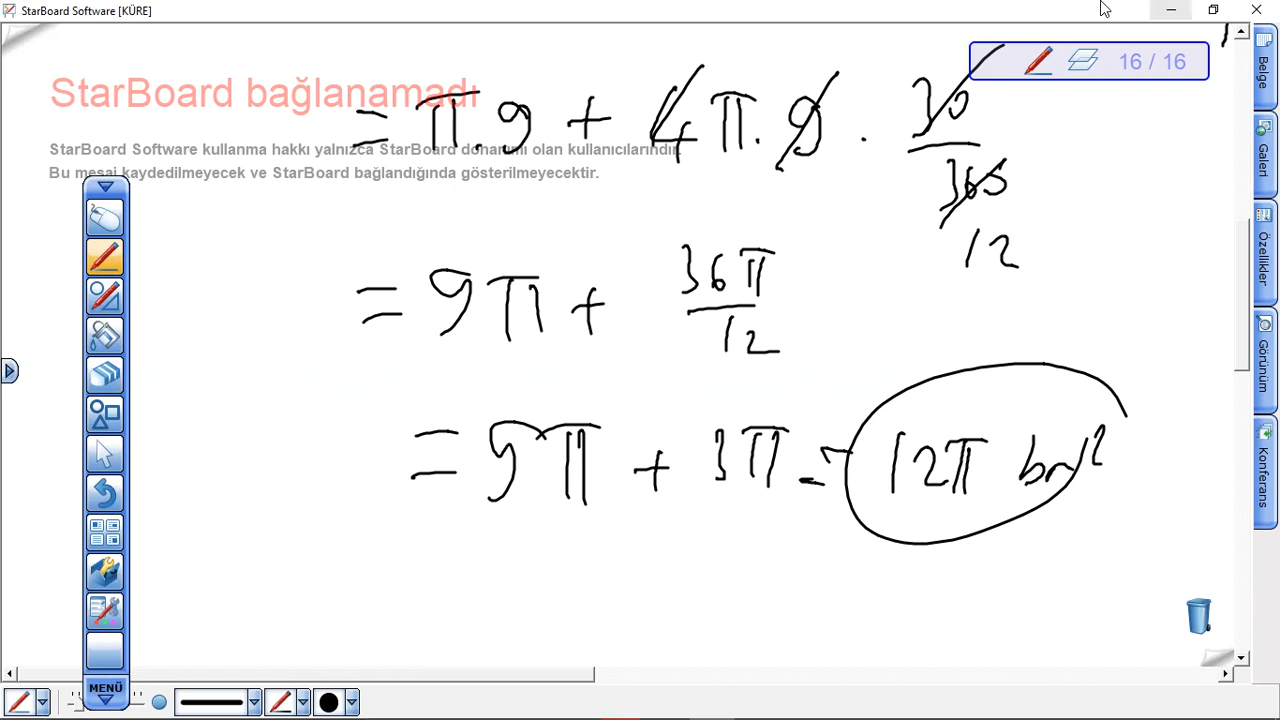 StarBoard Software [KÜRE]
16 / 16
StarBoard bağlanamadı
= π.9 + 4π.9 . 30/360
StarBoard Software kullanma hakkı yalnızca StarBoard donanımı olan kullanıcılarındır.
Bu mesaj kaydedilmeyecek ve StarBoard bağlandığında gösterilmeyecektir.
12
= 9π + 36π/12
= 9π + 3π = 12π br²
MENÜ
Belge
Galeri
Özellikler
Görünüm
Konferans